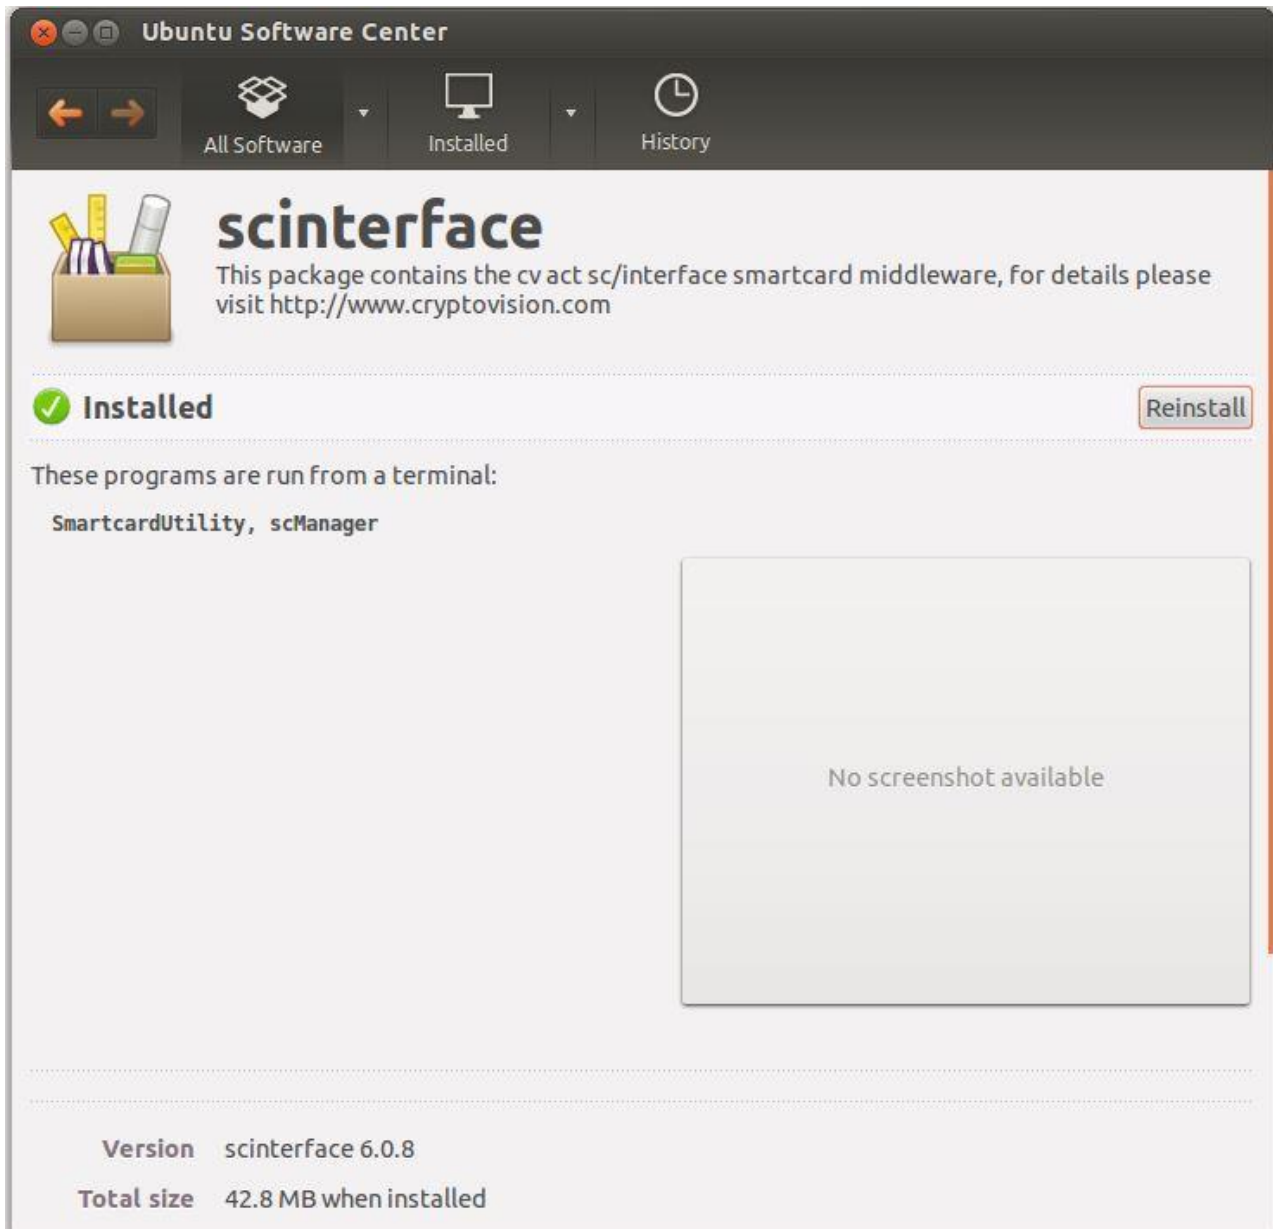 Ubuntu Software Center
All Software
Installed
History
scinterface
This package contains the cv act sc/interface smartcard middleware, for details please
visit http://www.cryptovision.com
Installed
Reinstall
These programs are run from a terminal:
SmartcardUtility, scManager
No screenshot available
Version scinterface 6.0.8
Total size 42.8 MB when installed